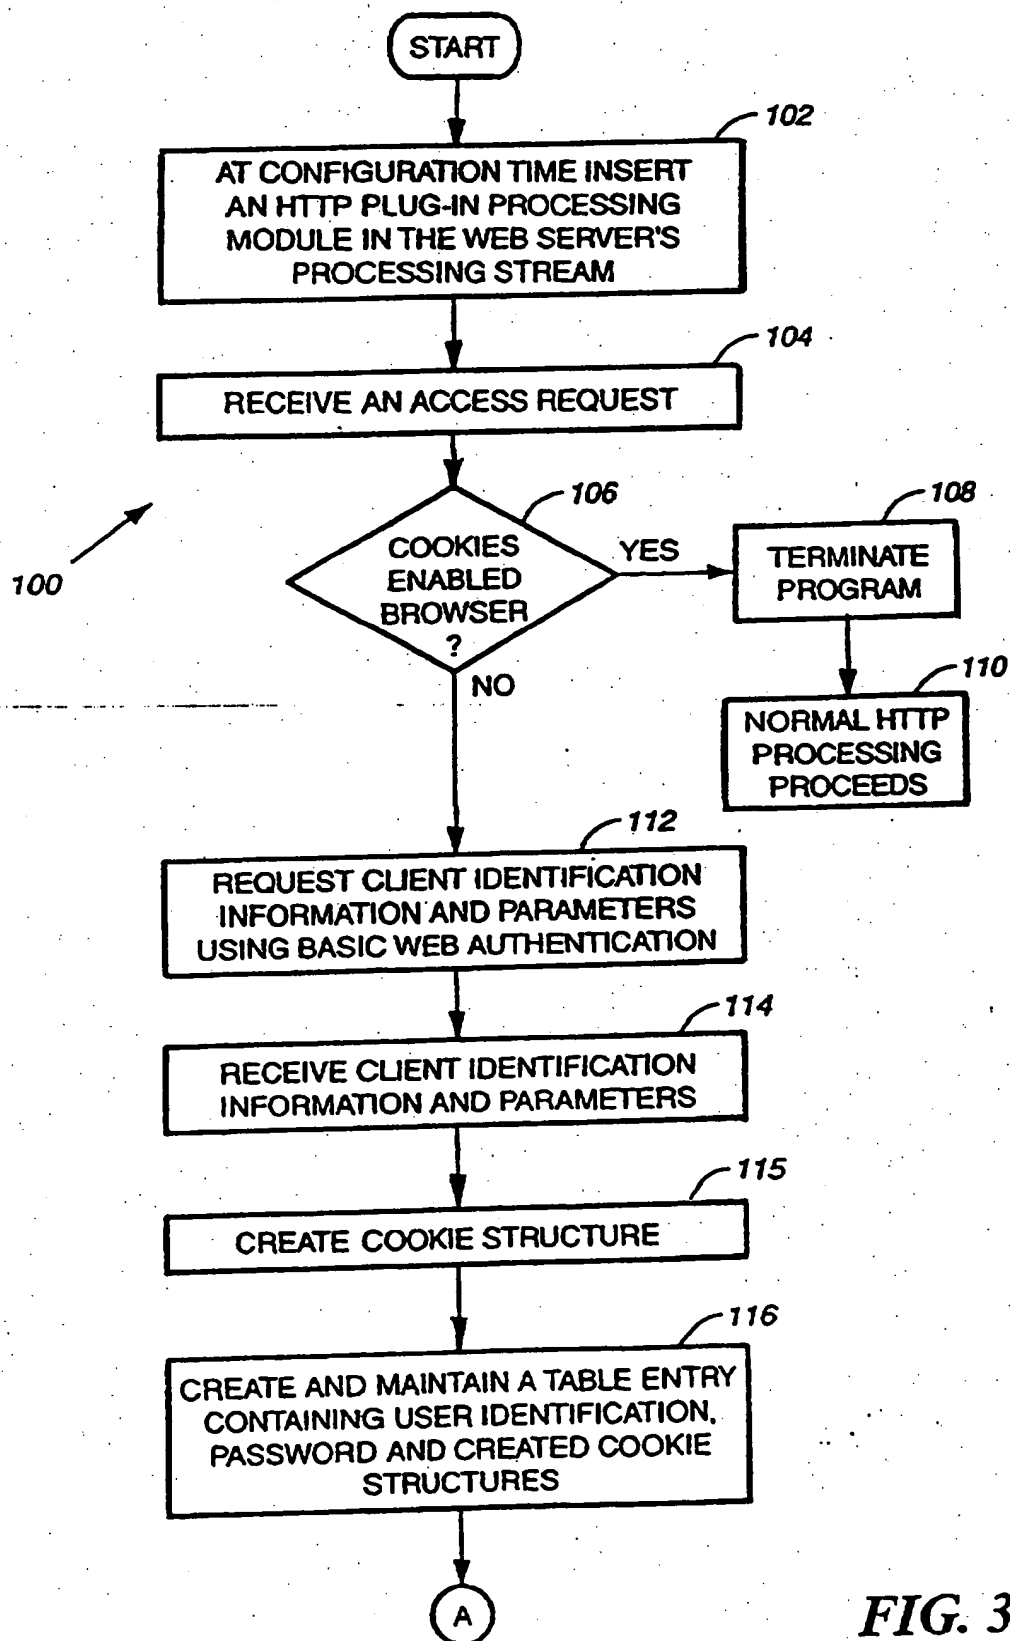 START
102
AT CONFIGURATION TIME INSERT
AN HTTP PLUG-IN PROCESSING
MODULE IN THE WEB SERVER'S
PROCESSING STREAM
104
RECEIVE AN ACCESS REQUEST
106
COOKIES
ENABLED
BROWSER
?
YES
108
TERMINATE
PROGRAM
100
NO
110
NORMAL HTTP
PROCESSING
PROCEEDS
112
REQUEST CLIENT IDENTIFICATION
INFORMATION AND PARAMETERS
USING BASIC WEB AUTHENTICATION
114
RECEIVE CLIENT IDENTIFICATION
INFORMATION AND PARAMETERS
115
CREATE COOKIE STRUCTURE
116
CREATE AND MAINTAIN A TABLE ENTRY
CONTAINING USER IDENTIFICATION,
PASSWORD AND CREATED COOKIE
STRUCTURES
A
FIG. 3